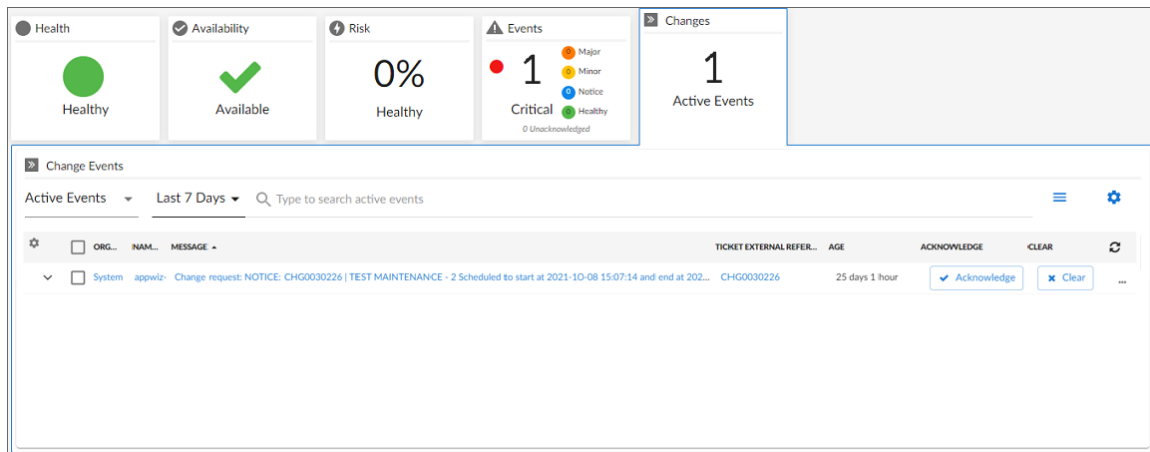 Health
Healthy
Availability
Available
Risk
0%
Healthy
Events
1
Critical
0 Major
0 Minor
0 Notice
0 Healthy
0 Unacknowledged
Changes
1
Active Events
Change Events
Active Events
Last 7 Days
Type to search active events
ORG... NAM... MESSAGE TICKET EXTERNAL REFER... AGE ACKNOWLEDGE CLEAR
System appwiz- Change request: NOTICE: CHG0030226 | TEST MAINTENANCE - 2 Scheduled to start at 2021-10-08 15:07:14 and end at 202... CHG0030226 25 days 1 hour Acknowledge Clear ...